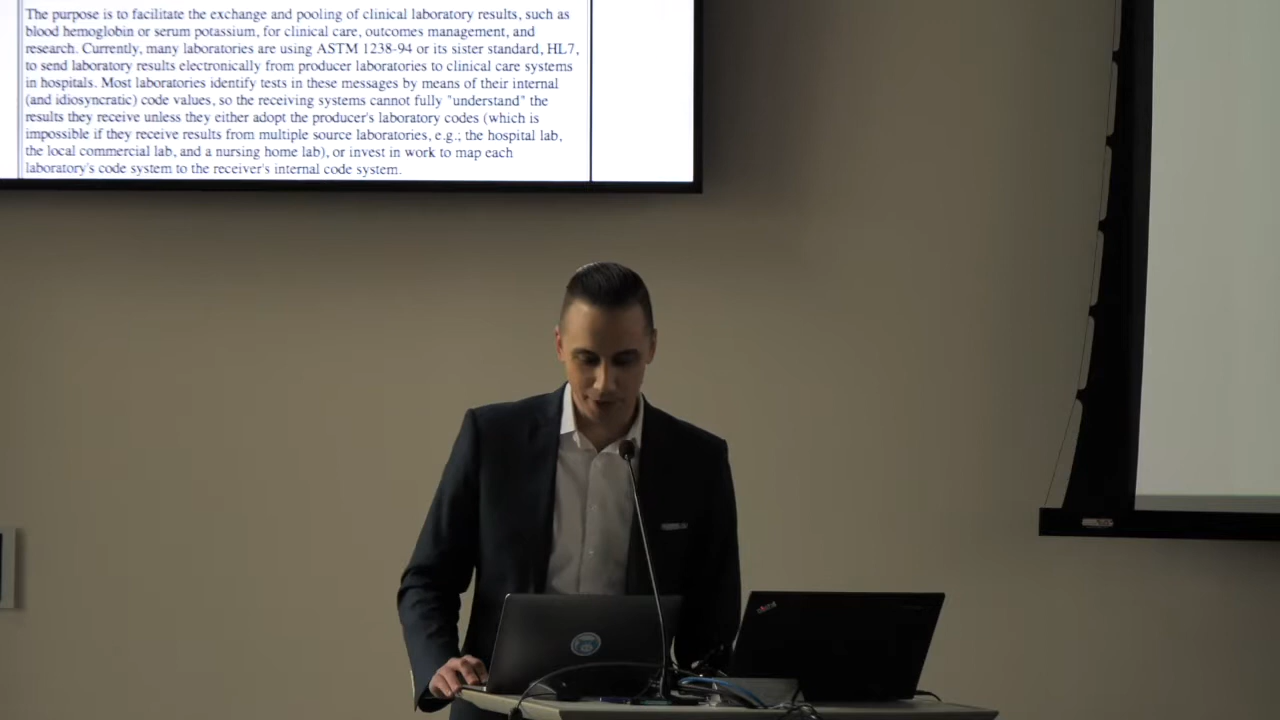 The purpose is to facilitate the exchange and pooling of clinical laboratory results, such as
blood hemoglobin or serum potassium, for clinical care, outcomes management, and
research. Currently, many laboratories are using ASTM 1238-94 or its sister standard, HL7,
to send laboratory results electronically from producer laboratories to clinical care systems
in hospitals. Most laboratories identify tests in these messages by means of their internal
(and idiosyncratic) code values, so the receiving systems cannot fully "understand" the
results they receive unless they either adopt the producer's laboratory codes (which is
impossible if they receive results from multiple source laboratories, e.g.; the hospital lab,
the local commercial lab, and a nursing home lab), or invest in work to map each
laboratory's code system to the receiver's internal code system.